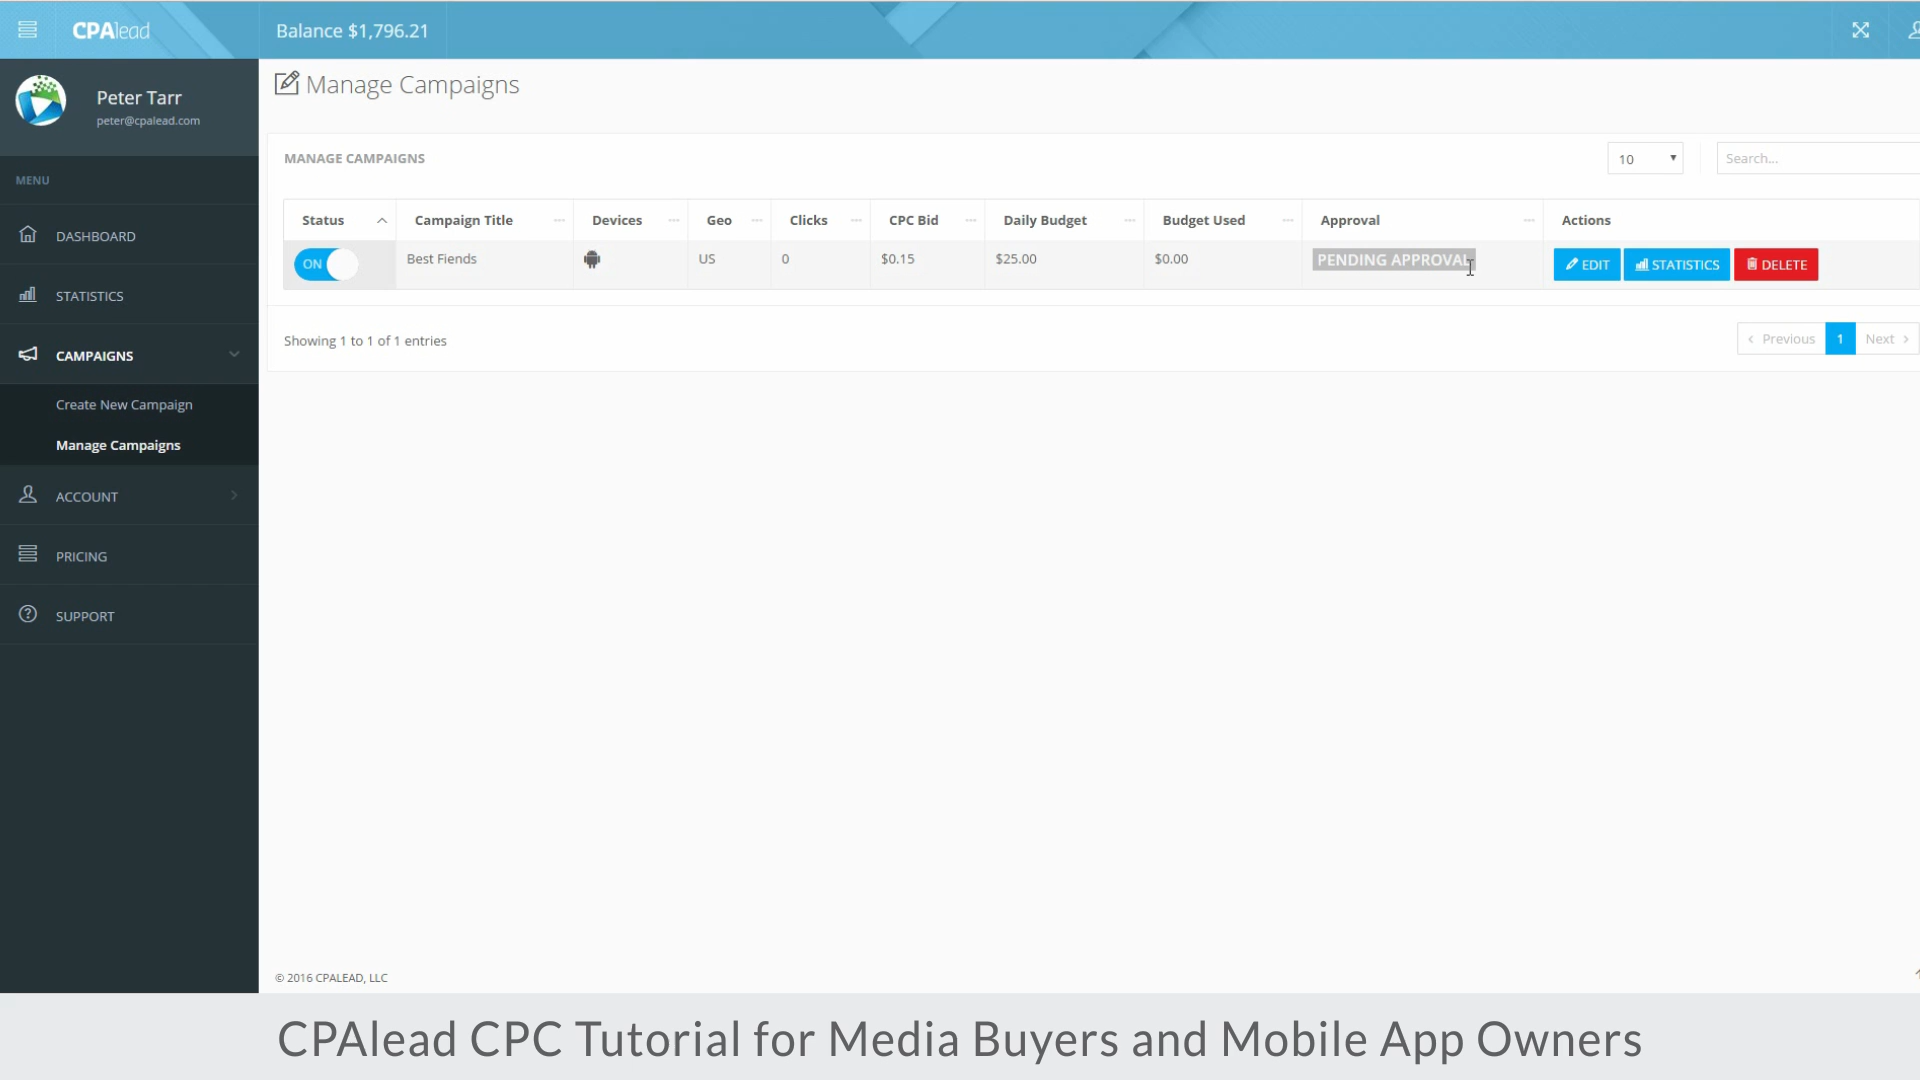 CPAlead
Balance $1,796.21
Peter Tarr
peter@cpalead.com
MENU
DASHBOARD
STATISTICS
CAMPAIGNS
Create New Campaign
Manage Campaigns
ACCOUNT
PRICING
SUPPORT
Manage Campaigns
MANAGE CAMPAIGNS
10
Search...
Status Campaign Title Devices Geo Clicks CPC Bid Daily Budget Budget Used Approval Actions
ON Best Fiends US 0 $0.15 $25.00 $0.00 PENDING APPROVAL EDIT STATISTICS DELETE
Showing 1 to 1 of 1 entries
Previous 1 Next
© 2016 CPALEAD, LLC
CPAlead CPC Tutorial for Media Buyers and Mobile App Owners